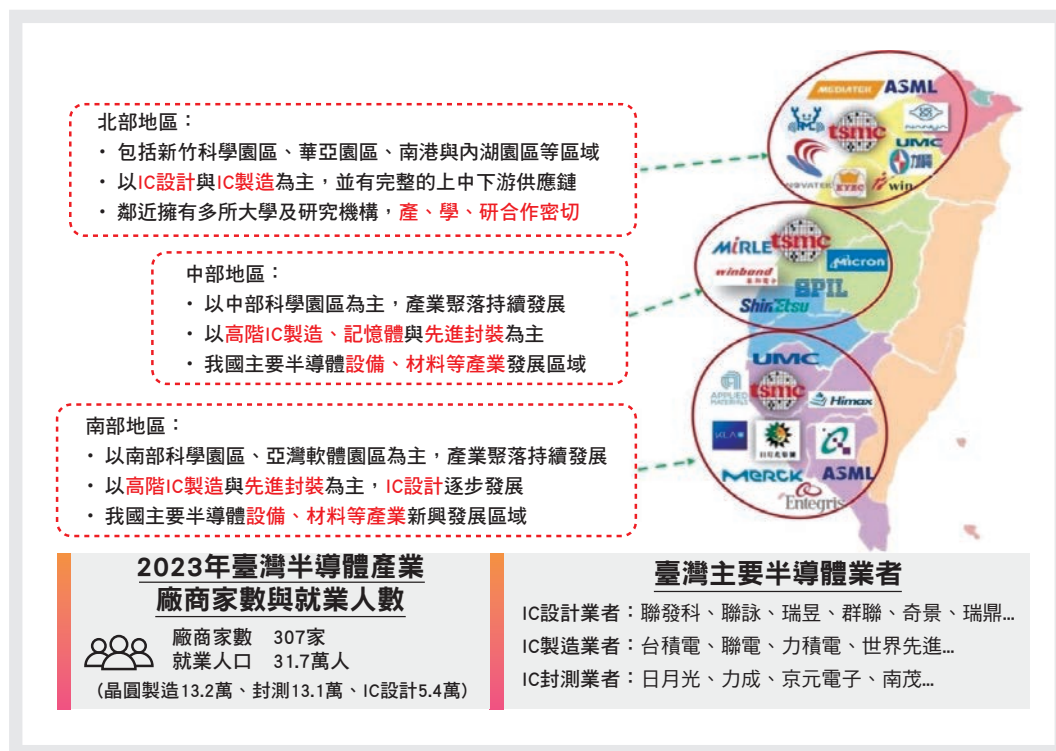 北部地區：
· 包括新竹科學園區、華亞園區、南港與內湖園區等區域
· 以IC設計與IC製造為主，並有完整的上中下游供應鏈
· 鄰近擁有多所大學及研究機構，產、學、研合作密切
MEDIATEK ASML
tsmc
UMC
力積電
NOVATEK KYEC win
中部地區：
· 以中部科學園區為主，產業聚落持續發展
· 以高階IC製造、記憶體與先進封裝為主
· 我國主要半導體設備、材料等產業發展區域
MiRLE tsmc
Micron
winbond
SPIL
ShinEtsu
南部地區：
· 以南部科學園區、亞灣軟體園區為主，產業聚落持續發展
· 以高階IC製造與先進封裝為主，IC設計逐步發展
· 我國主要半導體設備、材料等產業新興發展區域
UMC
APPLIED MATERIALS tsmc Himax
KLA
日月光集團
MERCK ASML
Entegris
2023年臺灣半導體產業
廠商家數與就業人數
廠商家數 307家
就業人口 31.7萬人
（晶圓製造13.2萬、封測13.1萬、IC設計5.4萬）
臺灣主要半導體業者
IC設計業者：聯發科、聯詠、瑞昱、群聯、奇景、瑞鼎...
IC製造業者：台積電、聯電、力積電、世界先進...
IC封測業者：日月光、力成、京元電子、南茂...